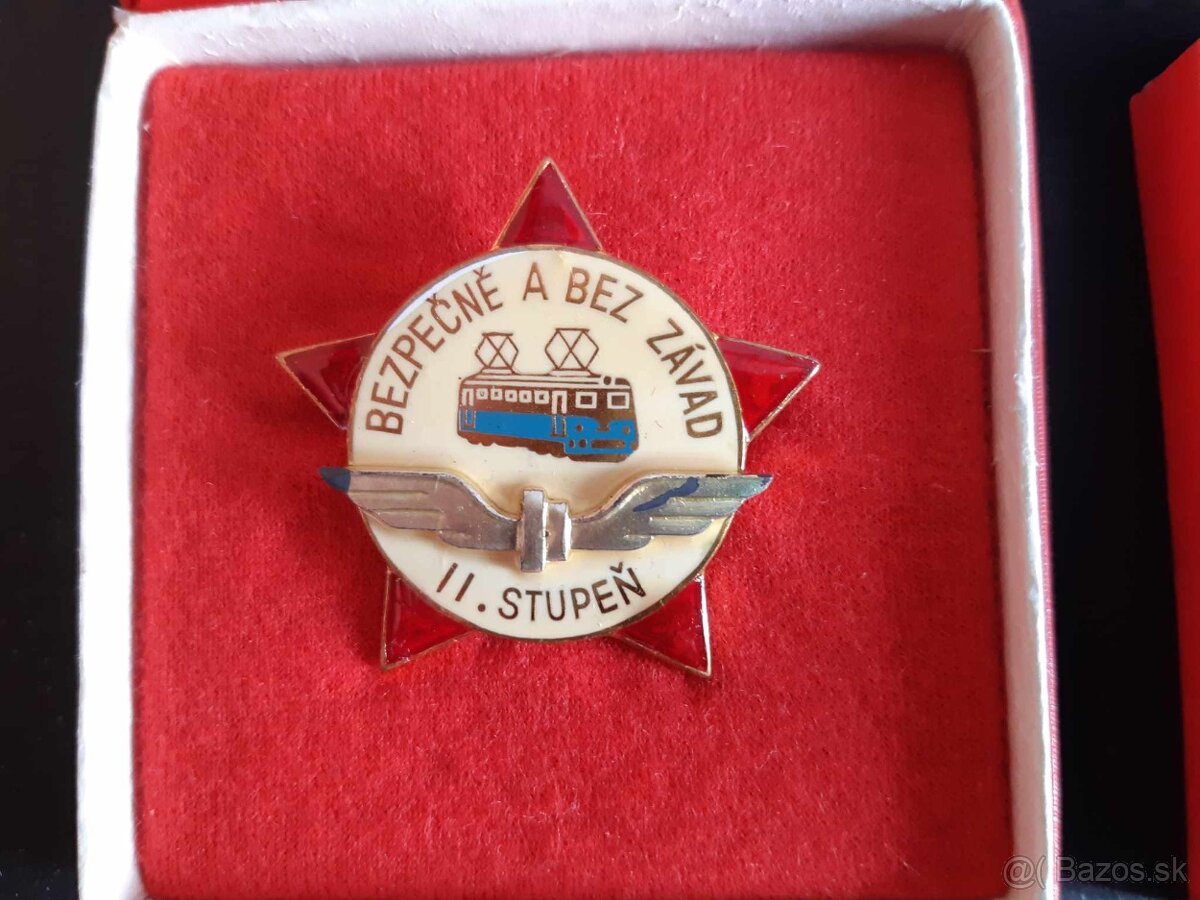 BEZPEČNĚ A BEZ ZÁVAD
II. STUPEŇ
@( Bazos.sk